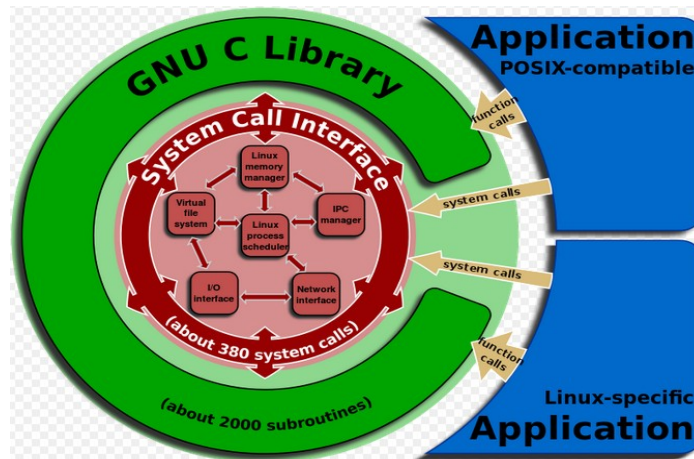 GNU C Library
System Call Interface
Linux
memory
manager
Virtual
file
system
IPC
manager
Linux
process
scheduler
I/O
interface
Network
interface
(about 380 system calls)
(about 2000 subroutines)
Application
POSIX-compatible
function
calls
system calls
system calls
function
calls
Linux-specific
Application